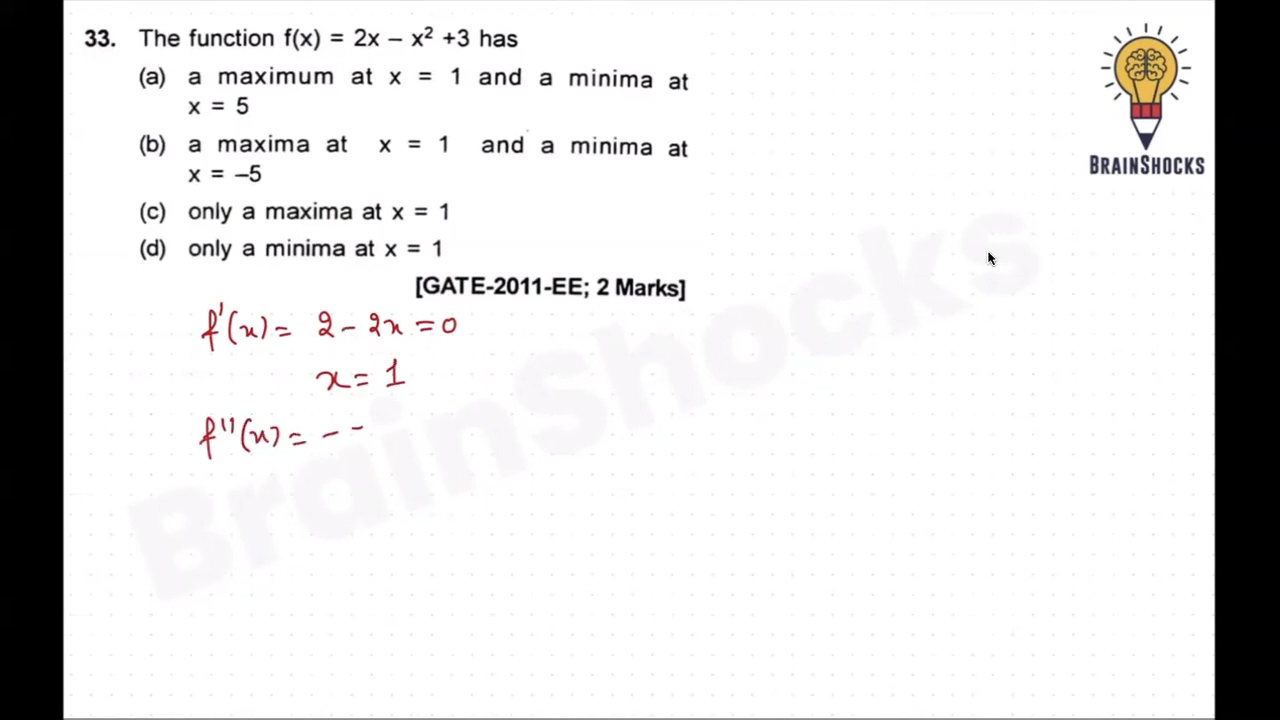 33. The function f(x) = 2x – x² +3 has
(a) a maximum at x = 1 and a minima at
x = 5
(b) a maxima at x = 1 and a minima at
x = –5
(c) only a maxima at x = 1
(d) only a minima at x = 1
[GATE-2011-EE; 2 Marks]
f'(x) = 2 - 2x = 0
x = 1
f''(x) = - -
BRAINSHOCKS
BrainShocks